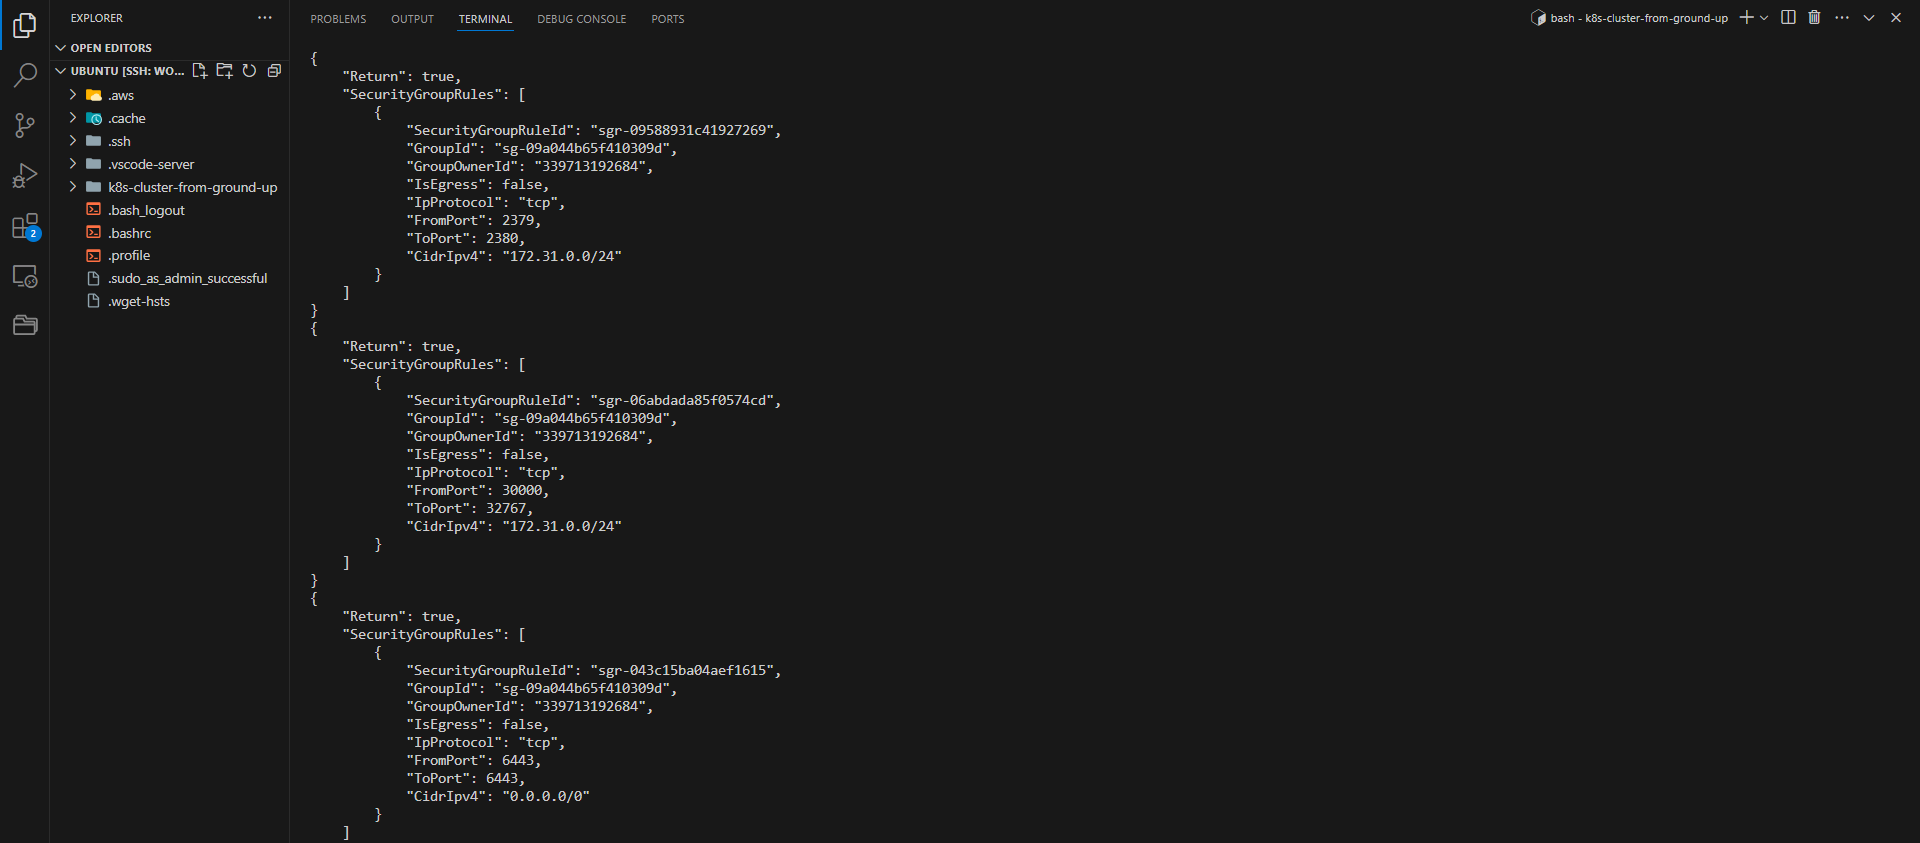 EXPLORER
OPEN EDITORS
UBUNTU [SSH: WO...
.aws
.cache
.ssh
.vscode-server
k8s-cluster-from-ground-up
.bash_logout
.bashrc
.profile
.sudo_as_admin_successful
.wget-hsts
2
PROBLEMS OUTPUT TERMINAL DEBUG CONSOLE PORTS
bash - k8s-cluster-from-ground-up
{
    "Return": true,
    "SecurityGroupRules": [
        {
            "SecurityGroupRuleId": "sgr-09588931c41927269",
            "GroupId": "sg-09a044b65f410309d",
            "GroupOwnerId": "339713192684",
            "IsEgress": false,
            "IpProtocol": "tcp",
            "FromPort": 2379,
            "ToPort": 2380,
            "CidrIpv4": "172.31.0.0/24"
        }
    ]
}
{
    "Return": true,
    "SecurityGroupRules": [
        {
            "SecurityGroupRuleId": "sgr-06abdada85f0574cd",
            "GroupId": "sg-09a044b65f410309d",
            "GroupOwnerId": "339713192684",
            "IsEgress": false,
            "IpProtocol": "tcp",
            "FromPort": 30000,
            "ToPort": 32767,
            "CidrIpv4": "172.31.0.0/24"
        }
    ]
}
{
    "Return": true,
    "SecurityGroupRules": [
        {
            "SecurityGroupRuleId": "sgr-043c15ba04aef1615",
            "GroupId": "sg-09a044b65f410309d",
            "GroupOwnerId": "339713192684",
            "IsEgress": false,
            "IpProtocol": "tcp",
            "FromPort": 6443,
            "ToPort": 6443,
            "CidrIpv4": "0.0.0.0/0"
        }
    ]